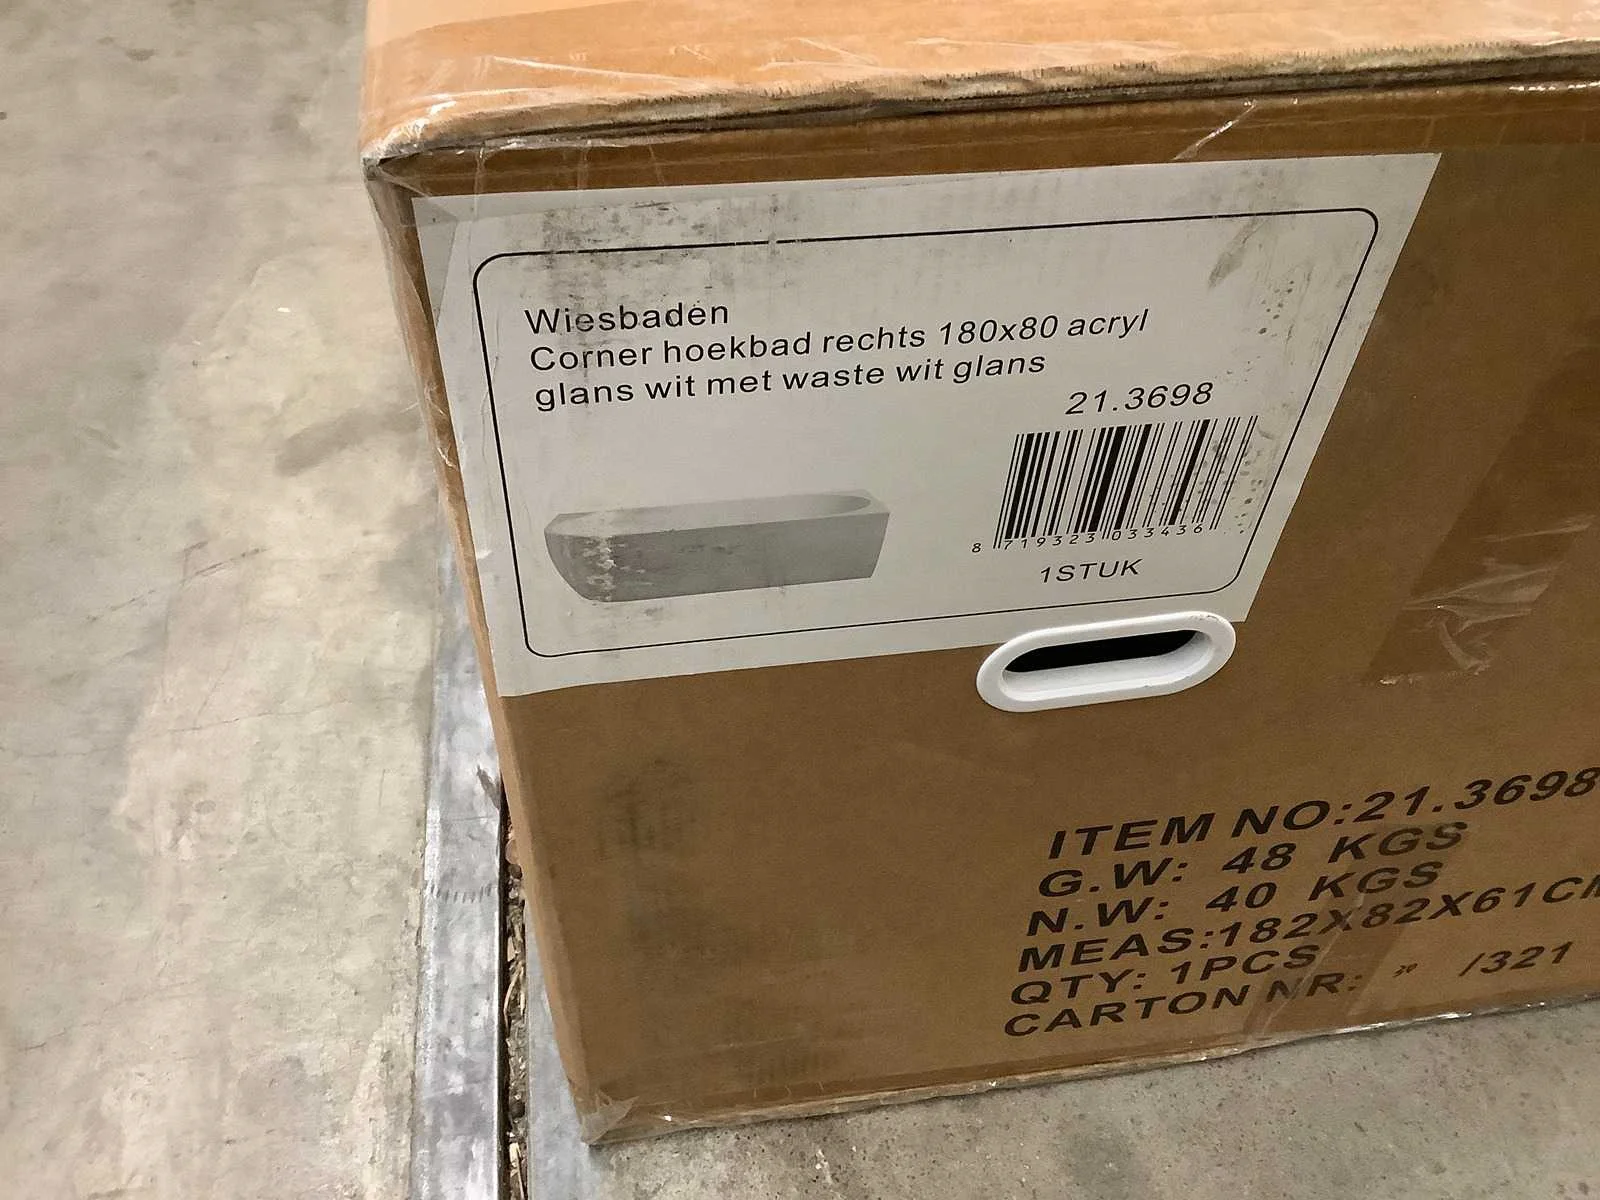 Wiesbaden
Corner hoekbad rechts 180x80 acryl
glans wit met waste wit glans
21.3698
8 719323 033436
1STUK
ITEM NO:21.3698
G.W: 48 KGS
N.W: 40 KGS
MEAS:182X82X61CM
QTY: 1PCS
CARTON NR: /321